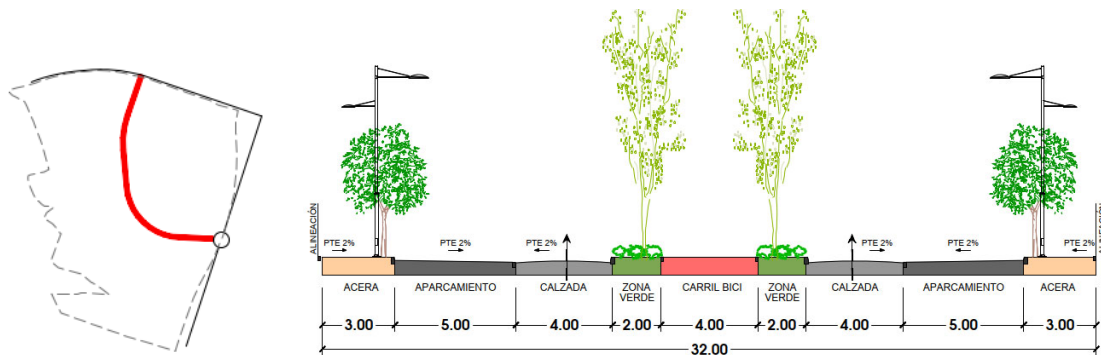 ALINEACIÓN
PTE 2% PTE 2% PTE 2% PTE 2% PTE 2% PTE 2%
ACERA APARCAMIENTO CALZADA ZONA VERDE CARRIL BICI ZONA VERDE CALZADA APARCAMIENTO ACERA
3.00 5.00 4.00 2.00 4.00 2.00 4.00 5.00 3.00
32.00